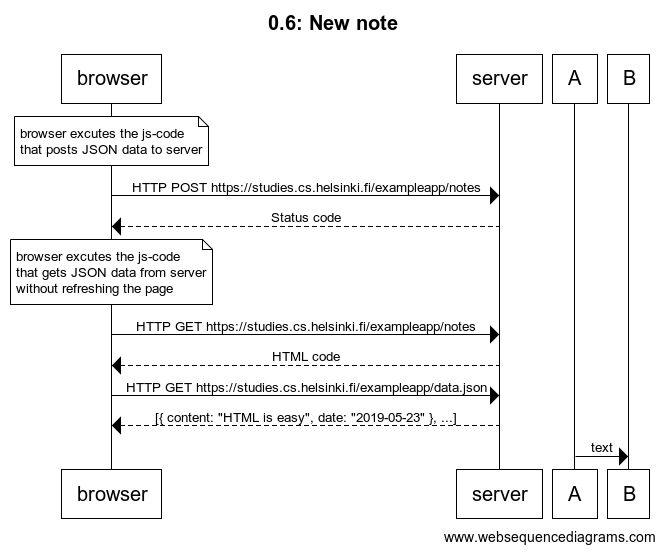 0.6: New note
browser
server
A
B
browser excutes the js-code
that posts JSON data to server
HTTP POST https://studies.cs.helsinki.fi/exampleapp/notes
Status code
browser excutes the js-code
that gets JSON data from server
without refreshing the page
HTTP GET https://studies.cs.helsinki.fi/exampleapp/notes
HTML code
HTTP GET https://studies.cs.helsinki.fi/exampleapp/data.json
[{ content: "HTML is easy", date: "2019-05-23" }, ...]
text
browser
server
A
B
www.websequencediagrams.com